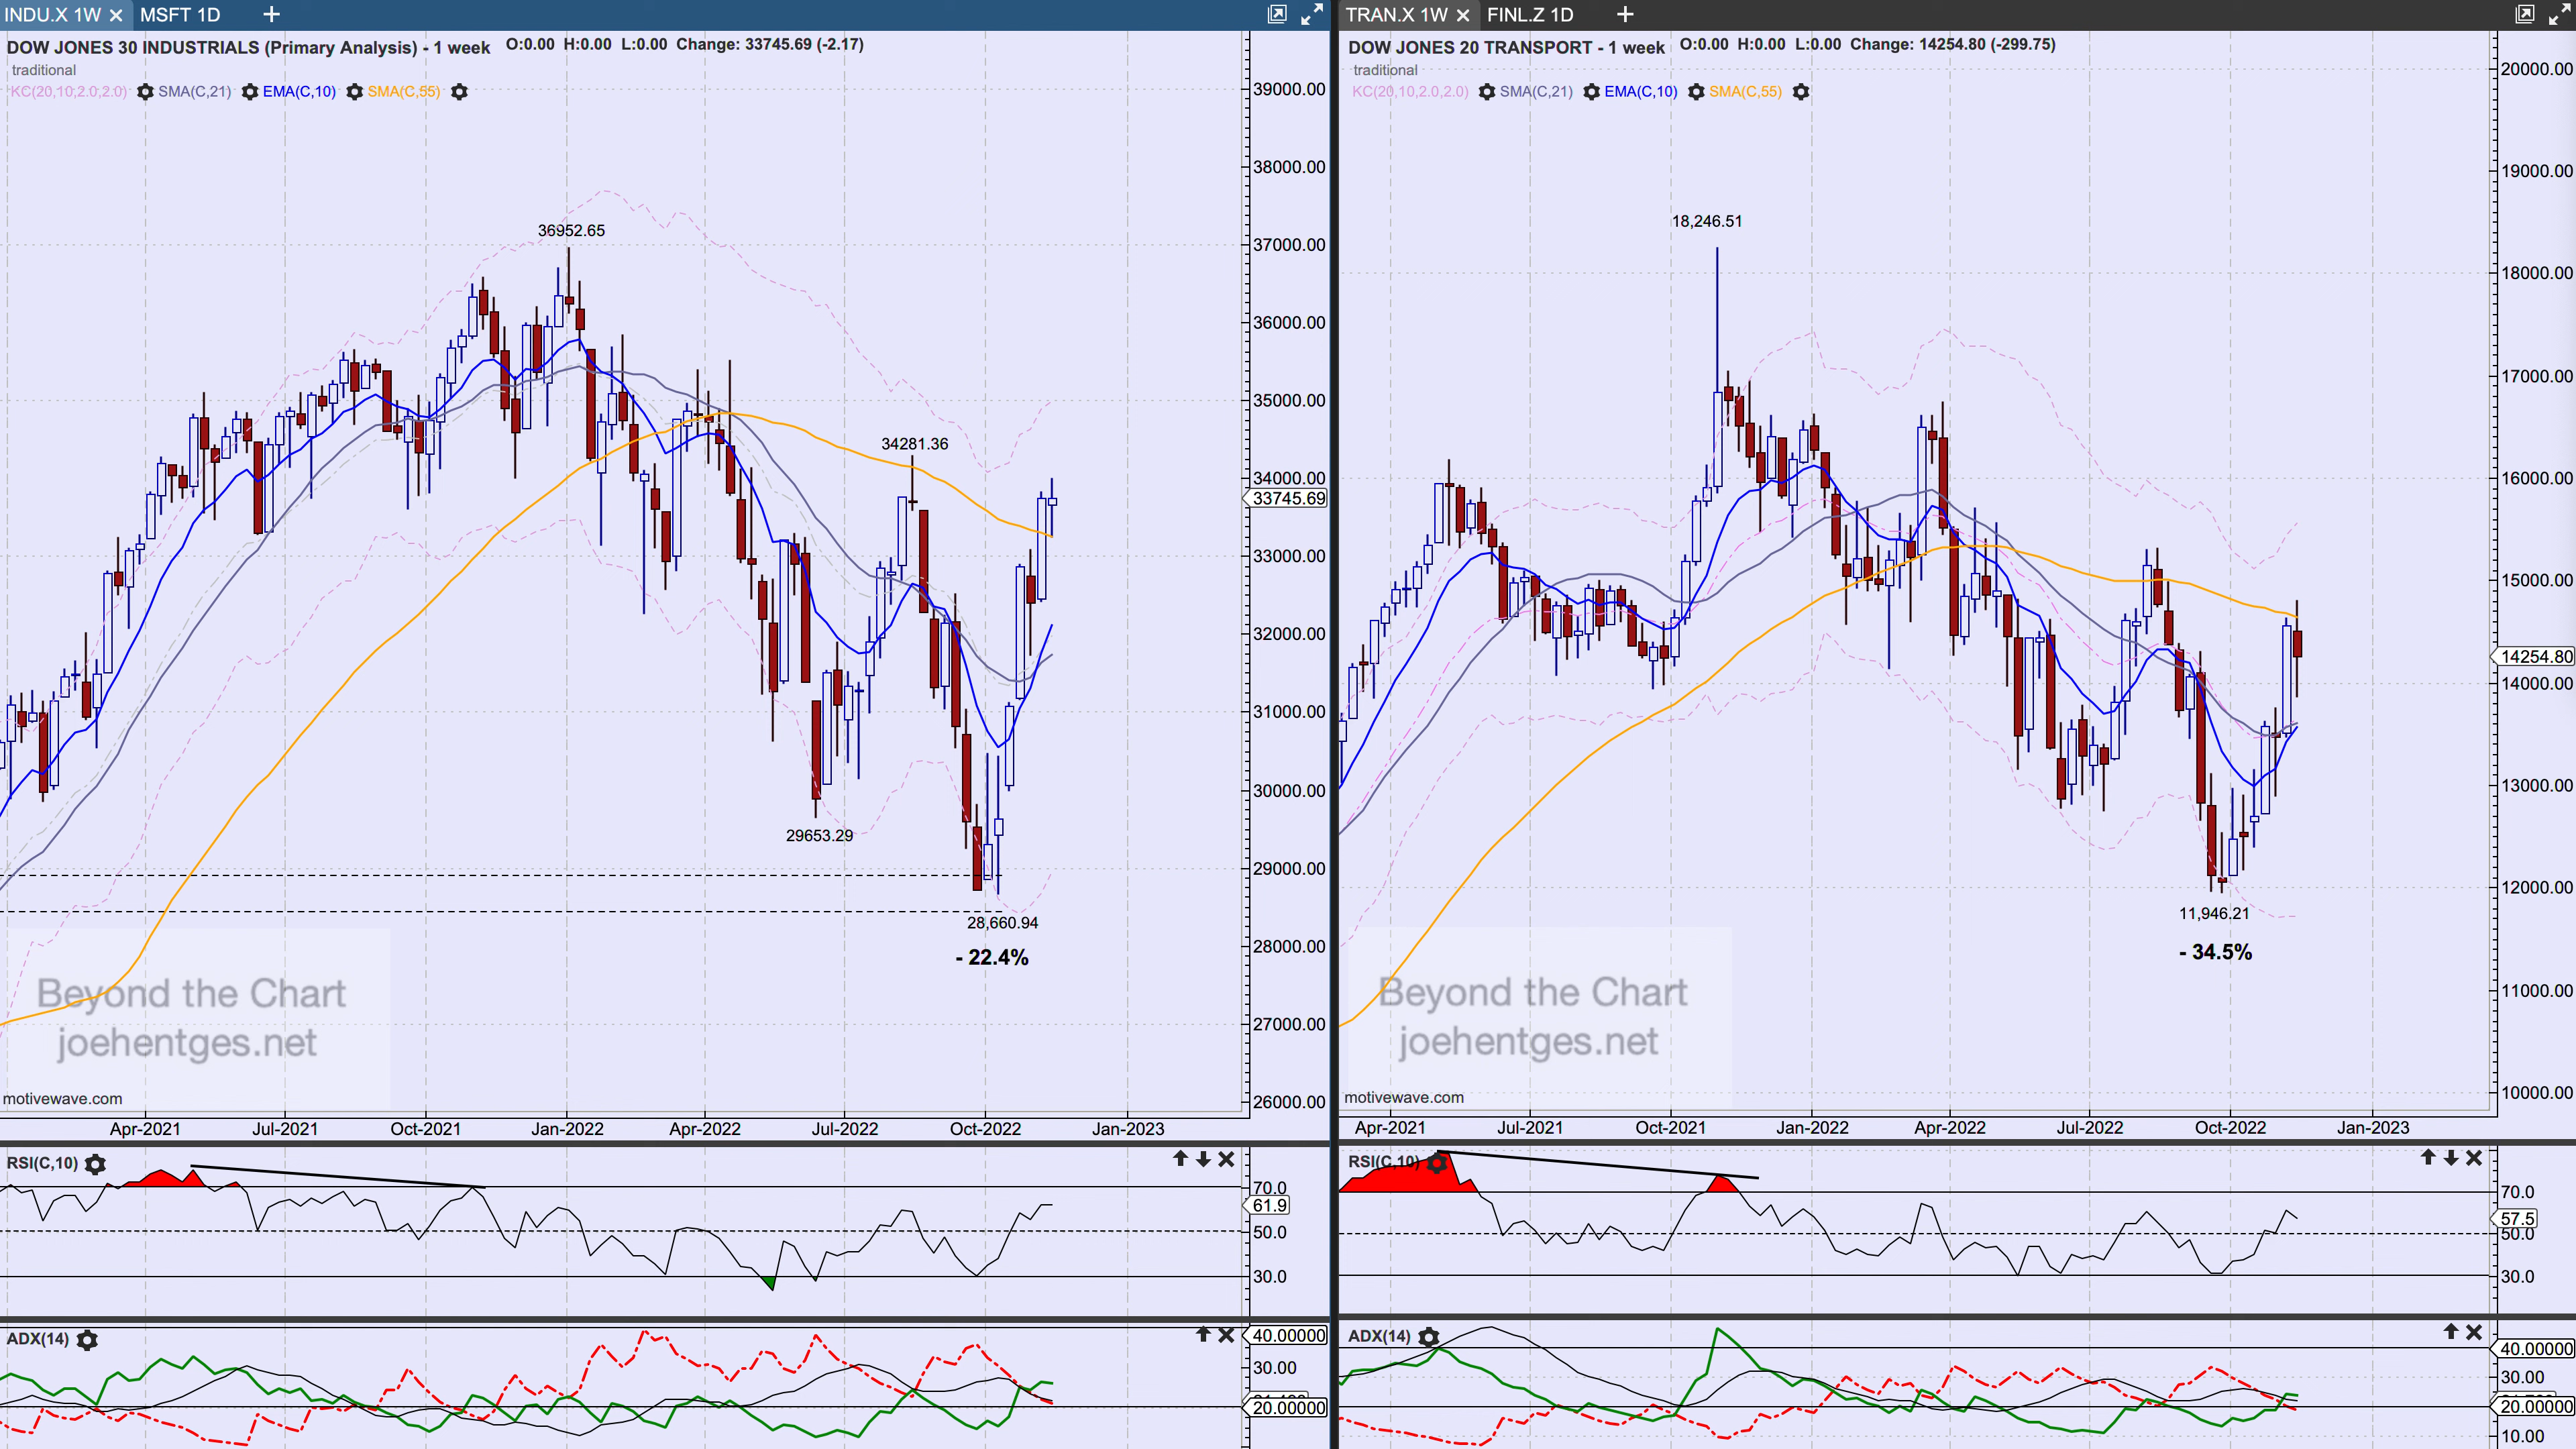 INDU.X 1W
MSFT 1D
DOW JONES 30 INDUSTRIALS (Primary Analysis) - 1 week O:0.00 H:0.00 L:0.00 Change: 33745.69 (-2.17)
traditional
KC(20,10,2.0,2.0) SMA(C,21) EMA(C,10) SMA(C,55)
39000.00
38000.00
37000.00
36000.00
35000.00
34000.00
33745.69
33000.00
32000.00
31000.00
30000.00
29000.00
28000.00
27000.00
26000.00
36952.65
34281.36
29653.29
28,660.94
- 22.4%
Beyond the Chart
joehentges.net
motivewave.com
Apr-2021 Jul-2021 Oct-2021 Jan-2022 Apr-2022 Jul-2022 Oct-2022 Jan-2023
RSI(C,10)
70.0
61.9
50.0
30.0
ADX(14)
40.00000
30.00
20.00000
TRAN.X 1W
FINL.Z 1D
DOW JONES 20 TRANSPORT - 1 week O:0.00 H:0.00 L:0.00 Change: 14254.80 (-299.75)
traditional
KC(20,10,2.0,2.0) SMA(C,21) EMA(C,10) SMA(C,55)
20000.00
19000.00
18000.00
17000.00
16000.00
15000.00
14254.80
14000.00
13000.00
12000.00
11000.00
10000.00
18,246.51
11,946.21
- 34.5%
Beyond the Chart
joehentges.net
motivewave.com
Apr-2021 Jul-2021 Oct-2021 Jan-2022 Apr-2022 Jul-2022 Oct-2022 Jan-2023
RSI(C,10)
70.0
57.5
50.0
30.0
ADX(14)
40.00000
30.00
20.00000
10.00